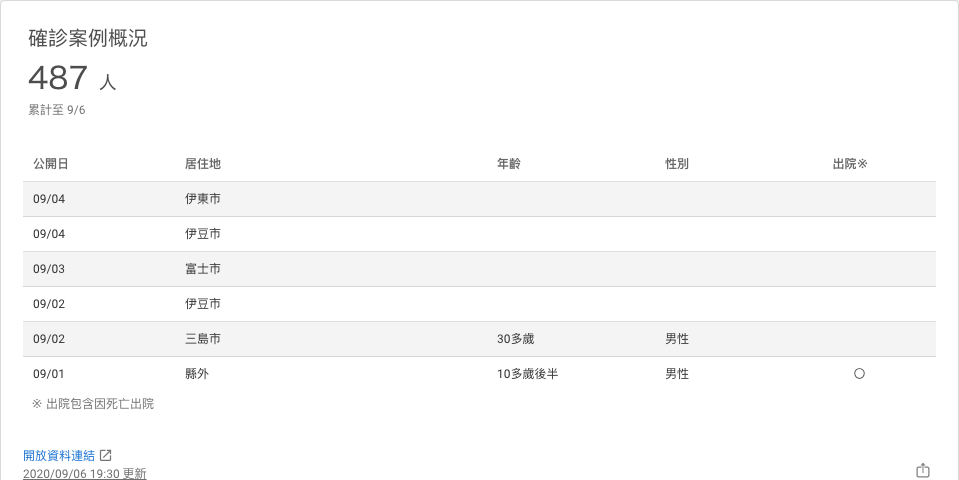 確診案例概況
487 人
累計至 9/6
公開日 居住地 年齡 性別 出院※
09/04 伊東市
09/04 伊豆市
09/03 富士市
09/02 伊豆市
09/02 三島市 30多歲 男性
09/01 縣外 10多歲後半 男性 ○
※ 出院包含因死亡出院
開放資料連結
2020/09/06 19:30 更新